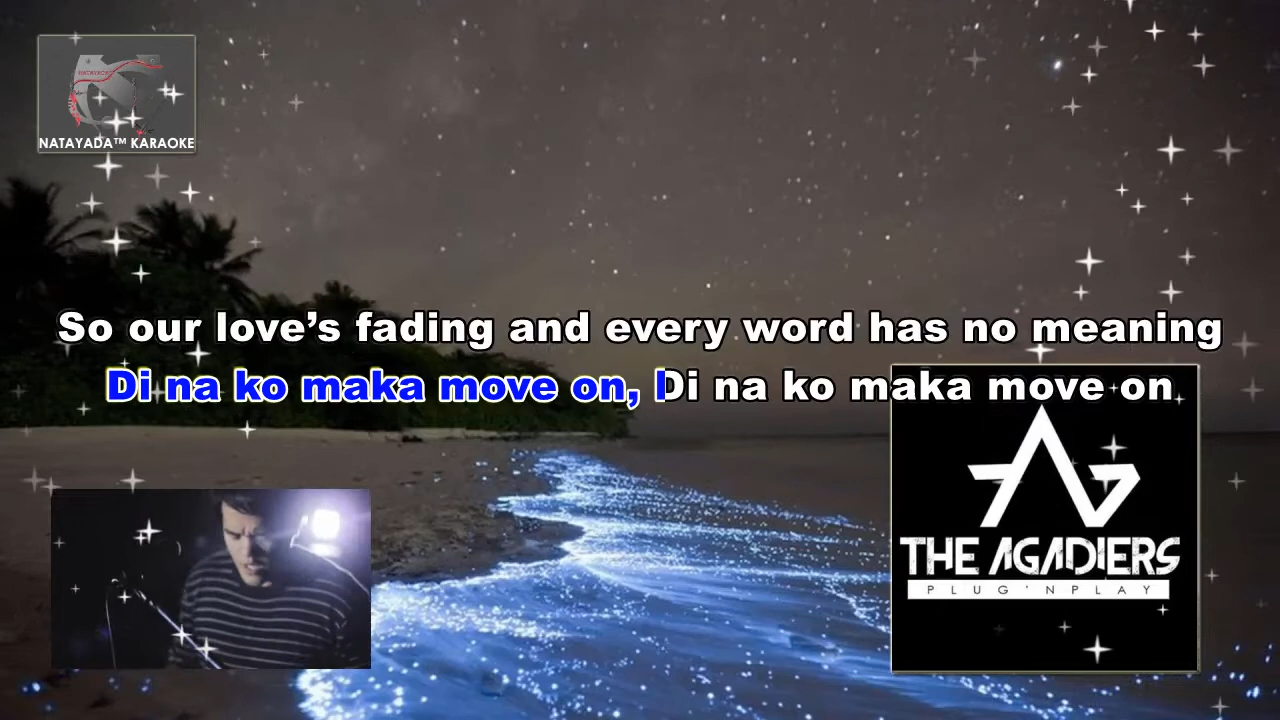 NATAYADA™ KARAOKE
So our love’s fading and every word has no meaning
Di na ko maka move on, Di na ko maka move on
THE AGADIERS
PLUG'NPLAY